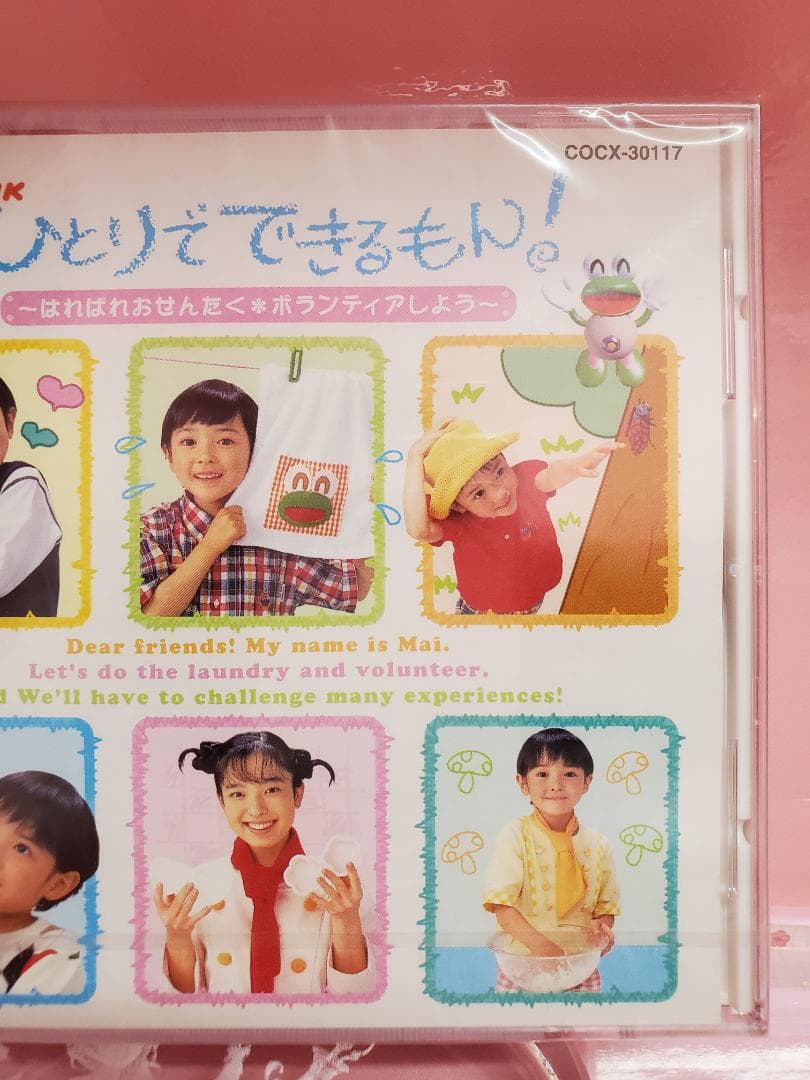 COCX-30117
ひとりでできるもん!
〜はればれおせんたく*ボランティアしよう〜
Dear friends! My name is Mai.
Let's do the laundry and volunteer.
We'll have to challenge many experiences!